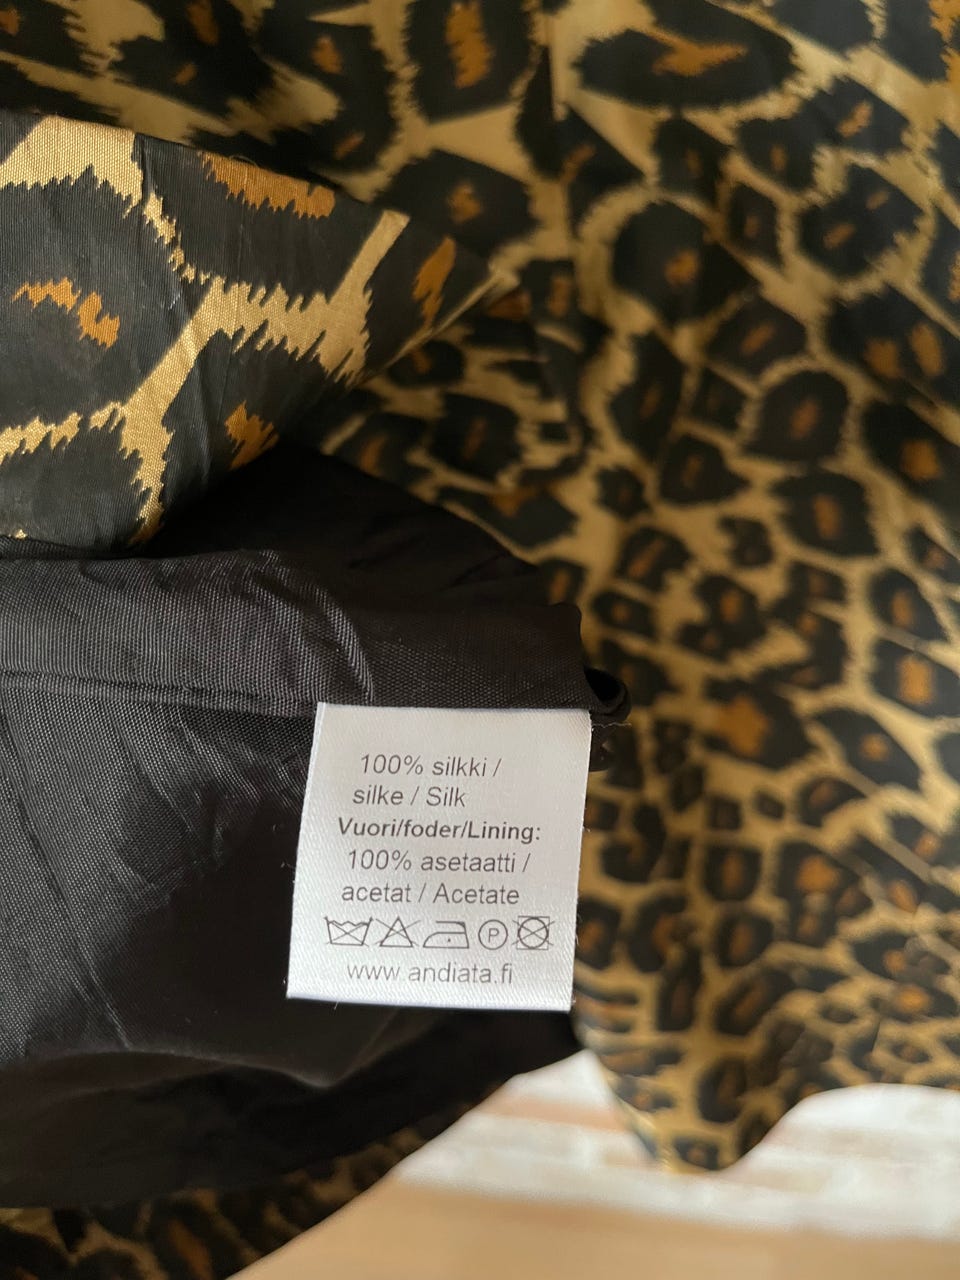 100% silkki /
silke / Silk
Vuori/foder/Lining:
100% asetaatti /
acetat / Acetate
P
www.andiata.fi